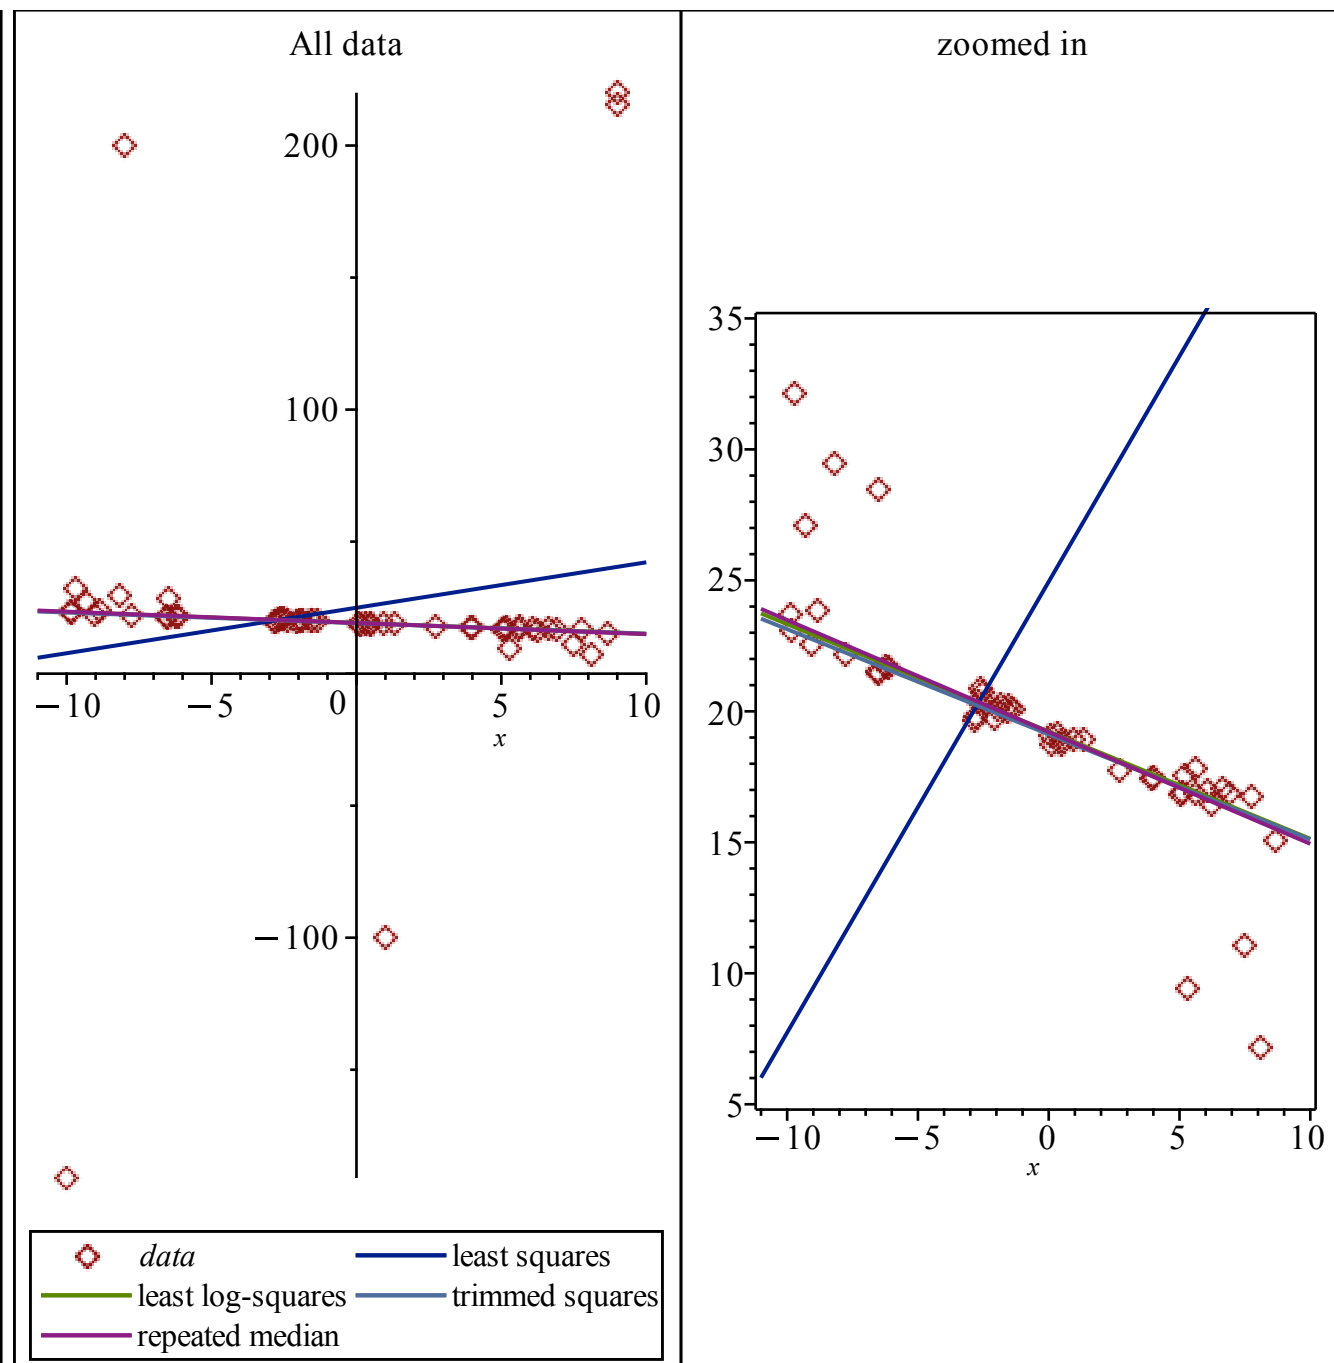 All data
200
100
−10 −5 0 5 10
x
−100
data least squares
least log-squares trimmed squares
repeated median
zoomed in
35
30
25
20
15
10
5
−10 −5 0 5 10
x